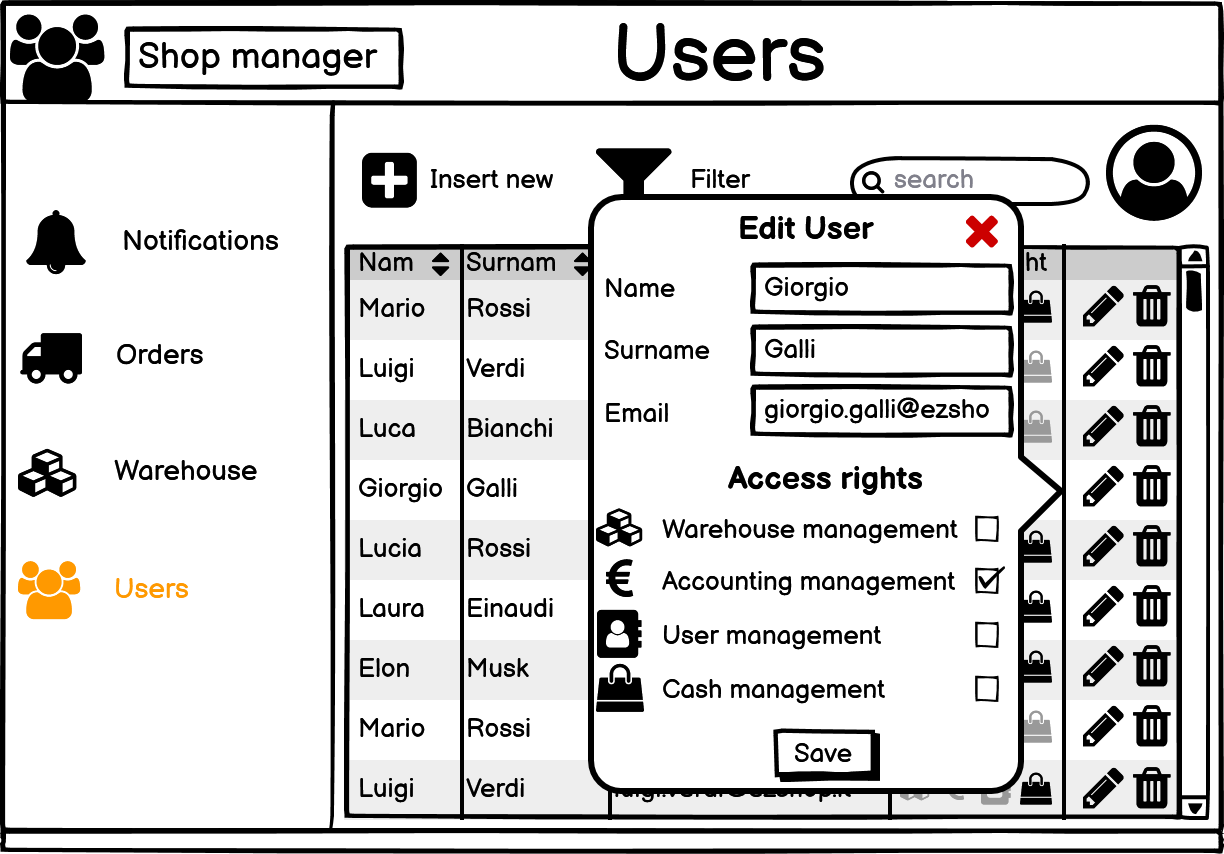 Shop manager
Users
Insert new
Filter
search
Notifications
Orders
Warehouse
Users
Nam Surnam ht
Mario Rossi
Luigi Verdi
Luca Bianchi
Giorgio Galli
Lucia Rossi
Laura Einaudi
Elon Musk
Mario Rossi
Luigi Verdi
Edit User
Name Giorgio
Surname Galli
Email giorgio.galli@ezsho
Access rights
Warehouse management
€ Accounting management
User management
Cash management
Save